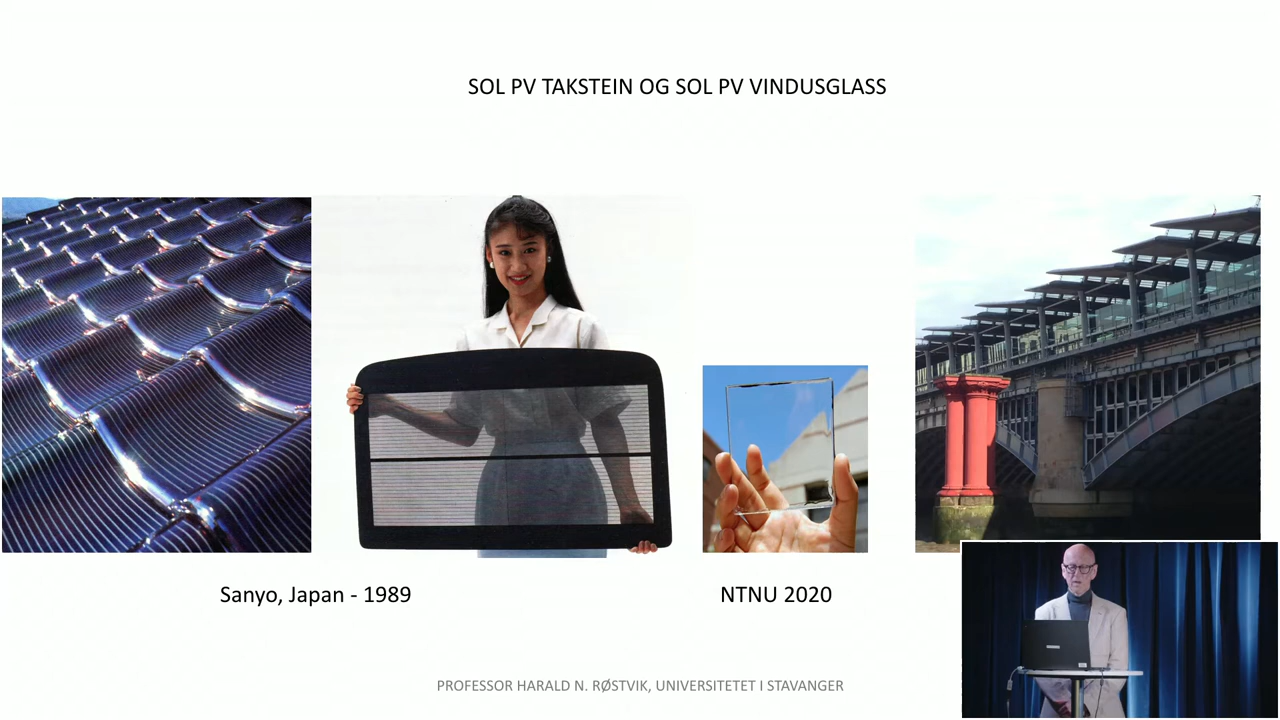 SOL PV TAKSTEIN OG SOL PV VINDUSGLASS
Sanyo, Japan - 1989
NTNU 2020
PROFESSOR HARALD N. RØSTVIK, UNIVERSITETET I STAVANGER